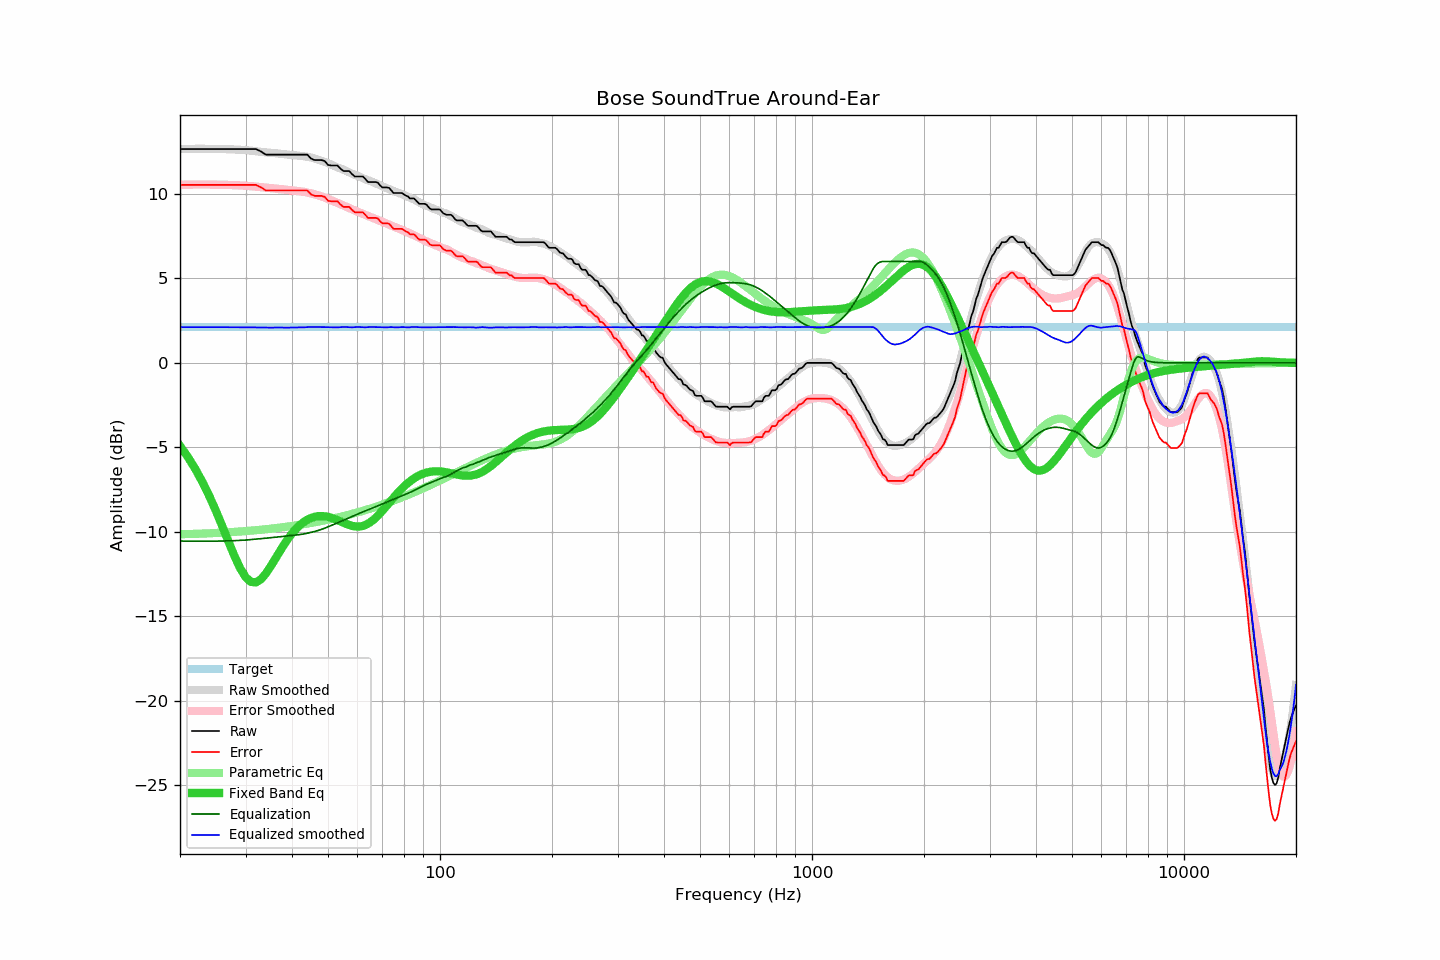 Bose SoundTrue Around-Ear
Amplitude (dBr)
10
5
0
−5
−10
−15
−20
−25
Target
Raw Smoothed
Error Smoothed
Raw
Error
Parametric Eq
Fixed Band Eq
Equalization
Equalized smoothed
100
1000
10000
Frequency (Hz)